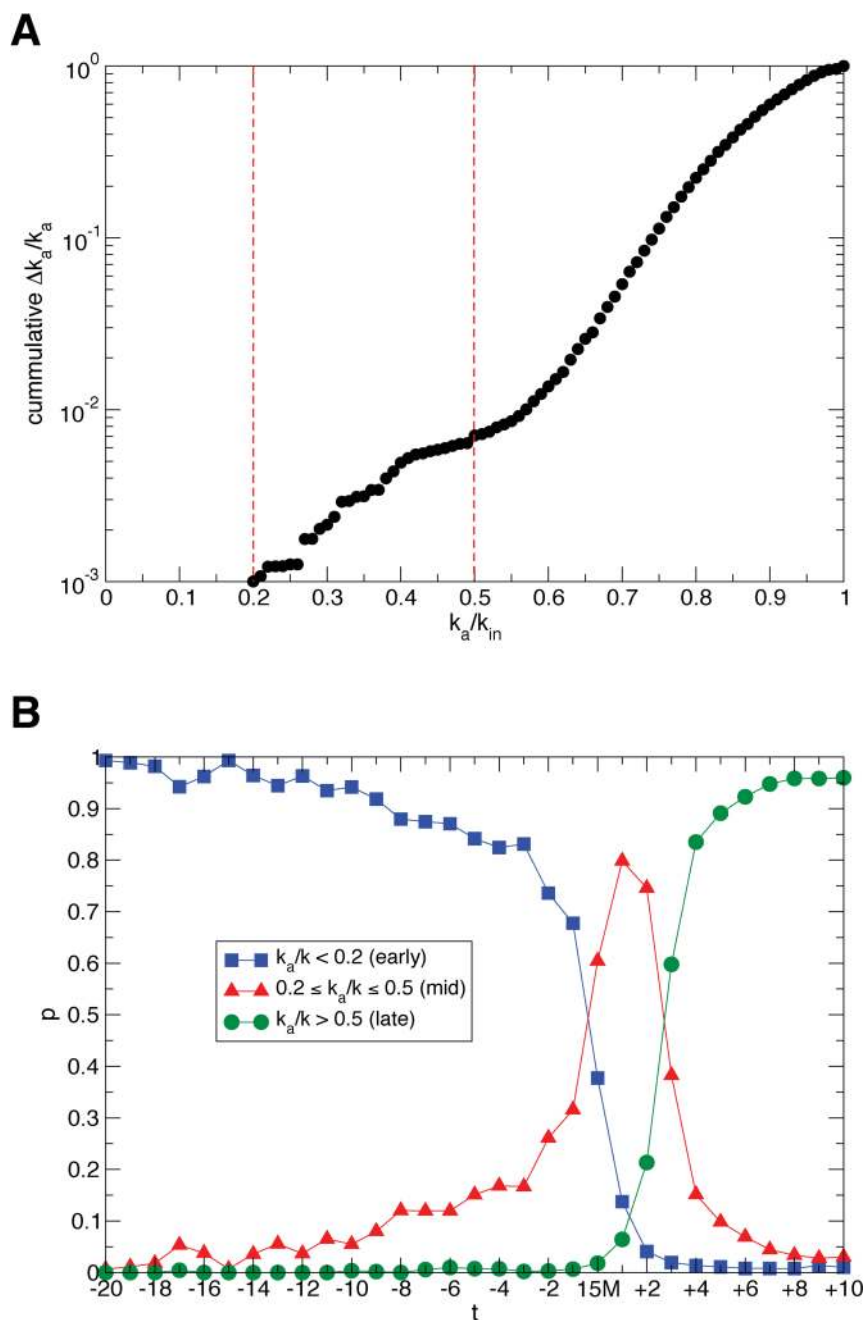 A
10^0
10^-1
10^-2
10^-3
cummulative Δk_a/k_a
0 0.1 0.2 0.3 0.4 0.5 0.6 0.7 0.8 0.9 1
k_a/k_in
B
1
0.9
0.8
0.7
0.6
0.5
0.4
0.3
0.2
0.1
0
p
k_a/k < 0.2 (early)
0.2 ≤ k_a/k ≤ 0.5 (mid)
k_a/k > 0.5 (late)
-20 -18 -16 -14 -12 -10 -8 -6 -4 -2 15M +2 +4 +6 +8 +10
t